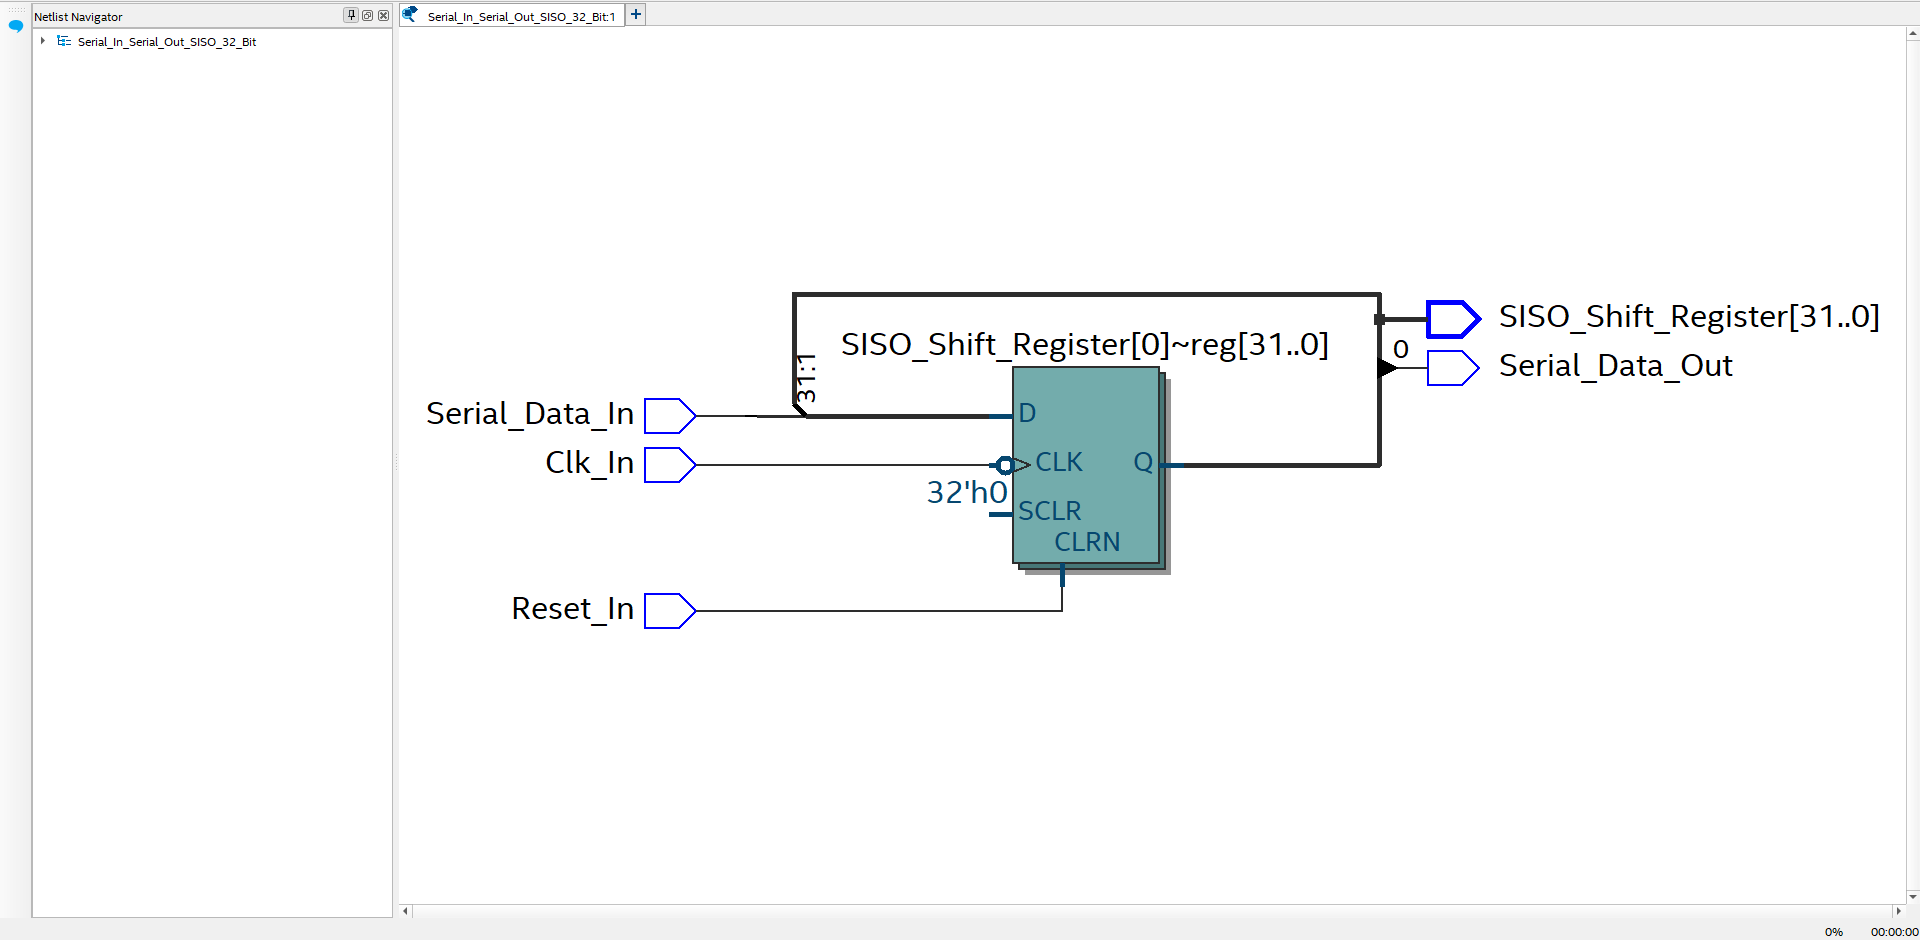 Netlist Navigator
Serial_In_Serial_Out_SISO_32_Bit:1
Serial_In_Serial_Out_SISO_32_Bit
SISO_Shift_Register[31..0]
SISO_Shift_Register[0]~reg[31..0]
0
31:1
Serial_Data_Out
Serial_Data_In
D
Clk_In
CLK
Q
32'h0
SCLR
CLRN
Reset_In
0%
00:00:00